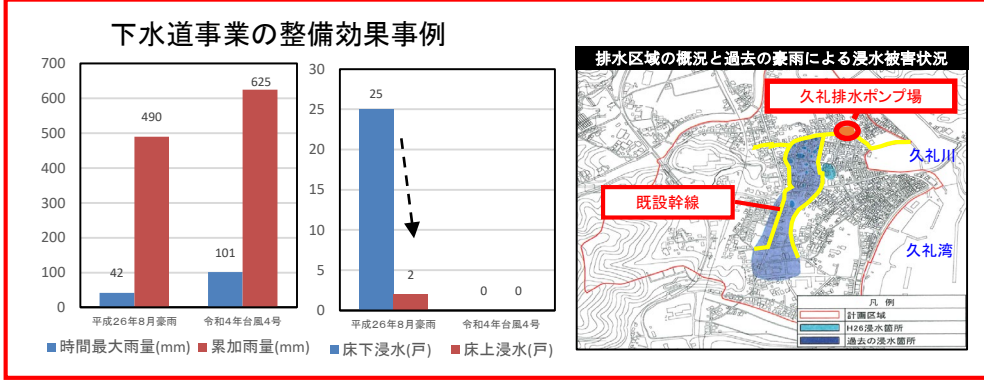 下水道事業の整備効果事例
700
600
500
400
300
200
100
0
42
490
101
625
平成26年8月豪雨
令和4年台風4号
時間最大雨量(mm)
累加雨量(mm)
30
25
20
15
10
5
0
25
2
0
0
平成26年8月豪雨
令和4年台風4号
床下浸水(戸)
床上浸水(戸)
排水区域の概況と過去の豪雨による浸水被害状況
久礼排水ポンプ場
久礼川
既設幹線
久礼湾
凡例
計画区域
H26浸水箇所
過去の浸水箇所